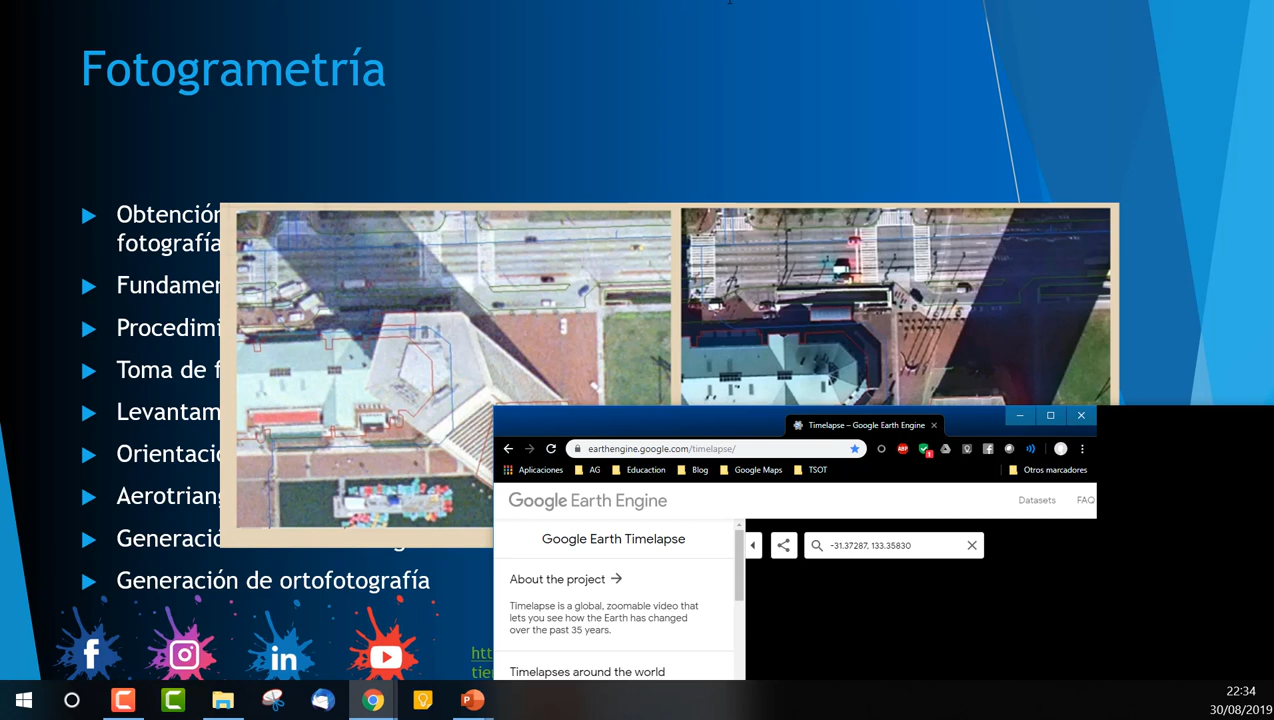 Fotogrametría
Obtención
fotografía
Fundamen
Procedimi
Toma de f
Levantam
Orientació
Aerotriang
Generació
Generación de ortofotografía
htt
tier
Timelapse – Google Earth Engine
earthengine.google.com/timelapse/
Aplicaciones AG Educaction Blog Google Maps TSOT Otros marcadores
Google Earth Engine Datasets FAQ
Google Earth Timelapse
-31.37287, 133.35830
About the project →
Timelapse is a global, zoomable video that
lets you see how the Earth has changed
over the past 35 years.
Timelapses around the world
22:34
30/08/2019